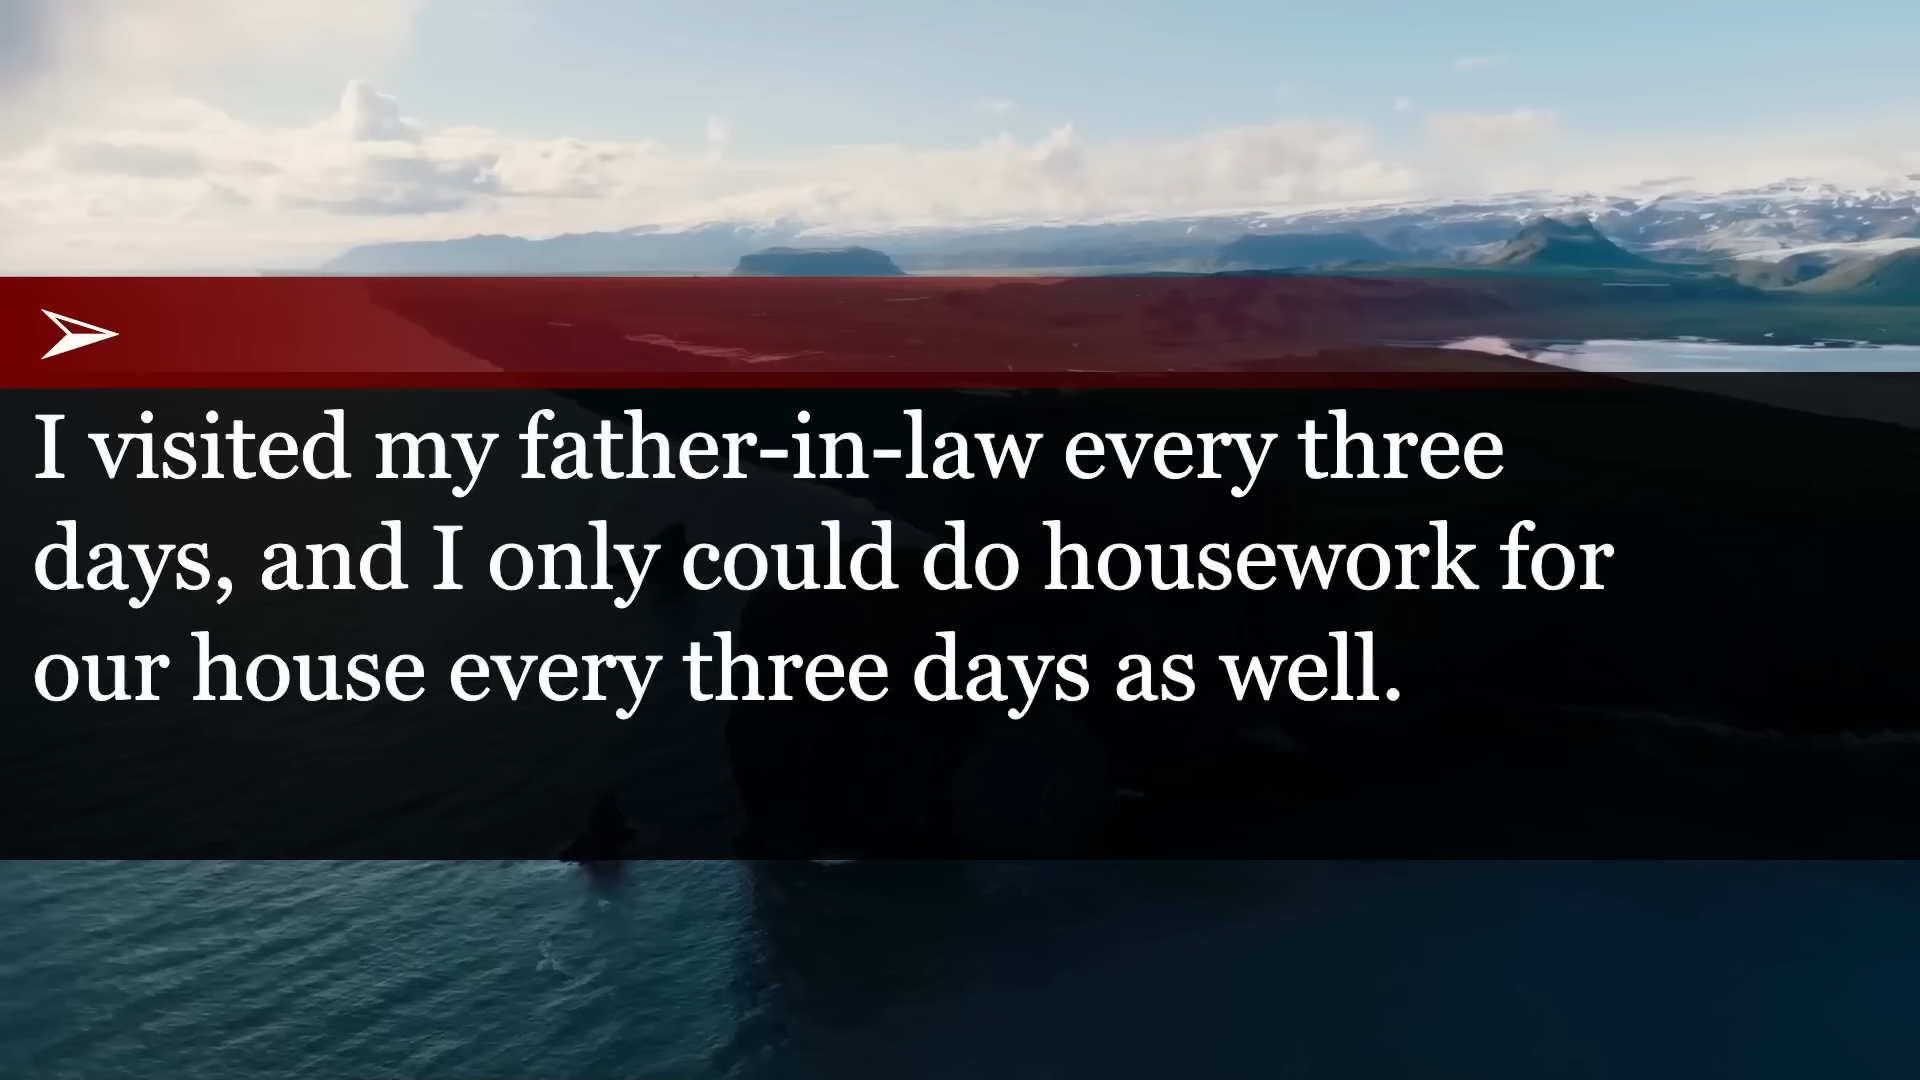 I visited my father-in-law every three
days, and I only could do housework for
our house every three days as well.